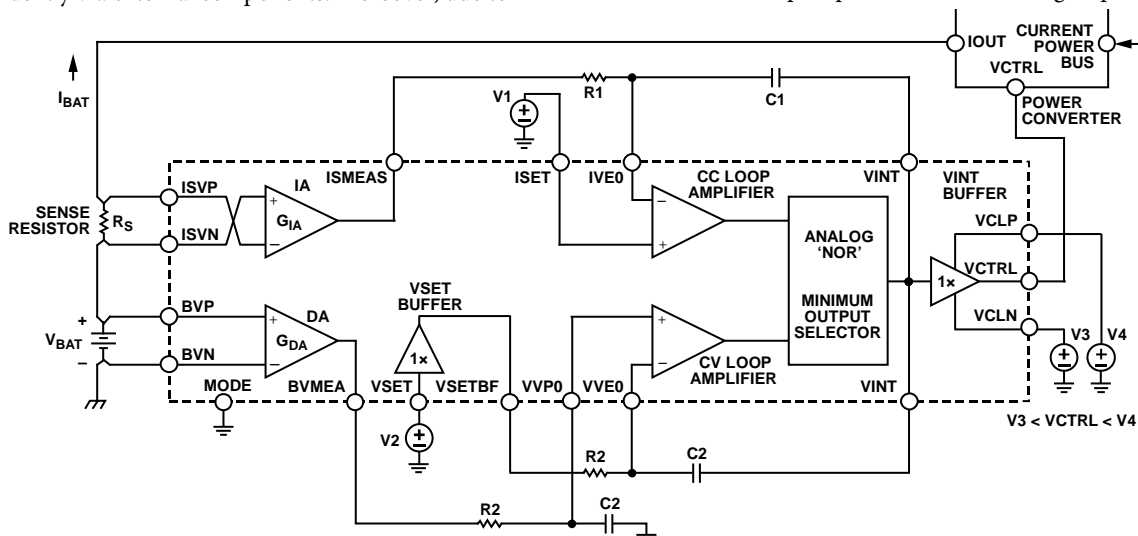 IOUT
CURRENT
POWER
BUS
VCTRL
POWER
CONVERTER
IBAT
R1
C1
V1
ISMEAS
ISET
IVE0
VINT
VINT
BUFFER
ISVP
IA
GIA
CC LOOP
AMPLIFIER
SENSE
RESISTOR
RS
ISVN
ANALOG
'NOR'
MINIMUM
OUTPUT
SELECTOR
VCLP
1×
VCTRL
VCLN
BVP
DA
GDA
VSET
BUFFER
1×
+
VBAT
−
BVN
CV LOOP
AMPLIFIER
V3
V4
MODE
BVMEA
VSET
VSETBF
VVP0
VVE0
VINT
V3 < VCTRL < V4
V2
R2
C2
R2
C2